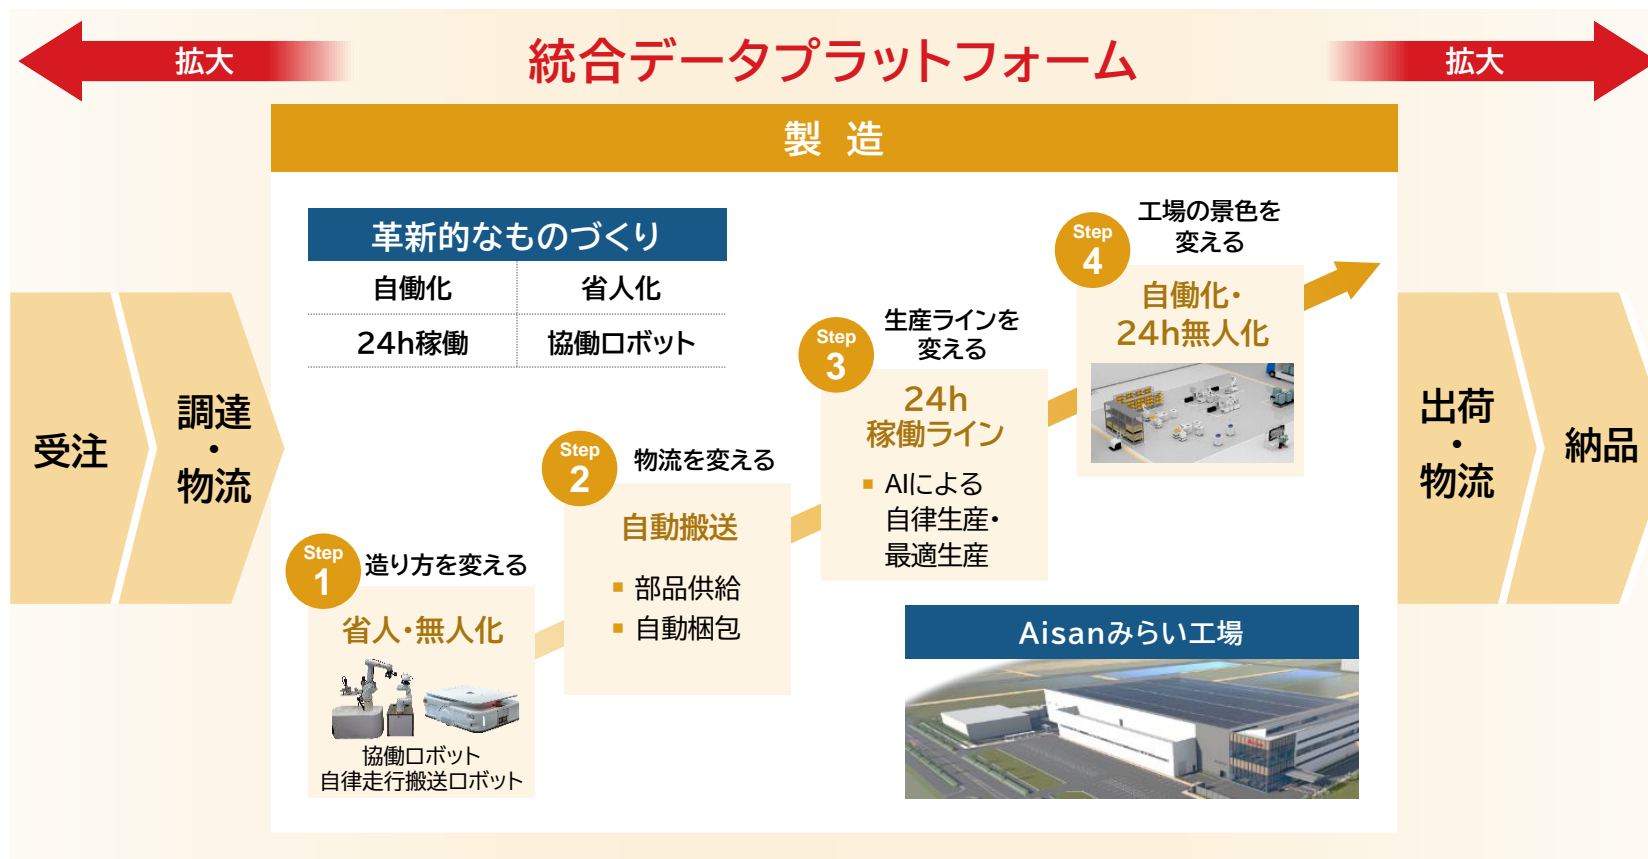 拡大
統合データプラットフォーム
拡大
製造
革新的なものづくり
自働化
省人化
24h稼働
協働ロボット
受注
調達
・
物流
Step
1
造り方を変える
省人・無人化
協働ロボット
自律走行搬送ロボット
Step
2
物流を変える
自動搬送
▪ 部品供給
▪ 自動梱包
Step
3
生産ラインを
変える
24h
稼働ライン
▪ AIによる
自律生産・
最適生産
Step
4
工場の景色を
変える
自働化・
24h無人化
Aisanみらい工場
出荷
・
物流
納品